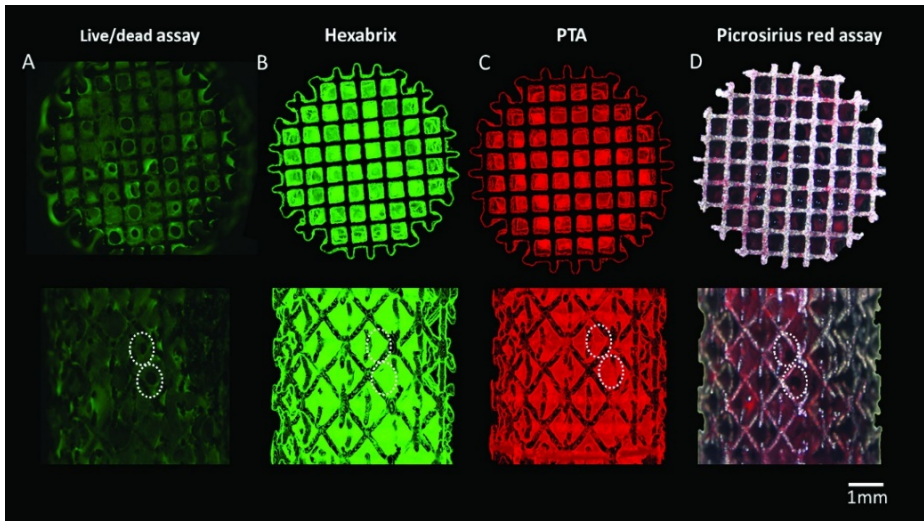 Live/dead assay
Hexabrix
PTA
Picrosirius red assay
A
B
C
D
1mm